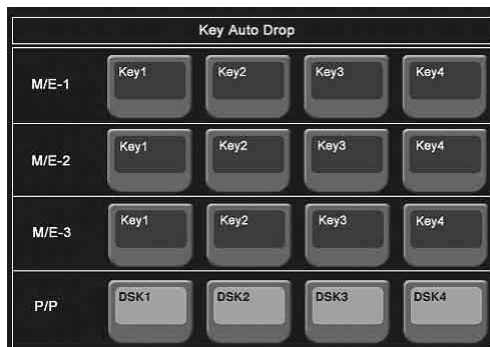 Key Auto Drop
M/E-1 Key1 Key2 Key3 Key4
M/E-2 Key1 Key2 Key3 Key4
M/E-3 Key1 Key2 Key3 Key4
P/P DSK1 DSK2 DSK3 DSK4